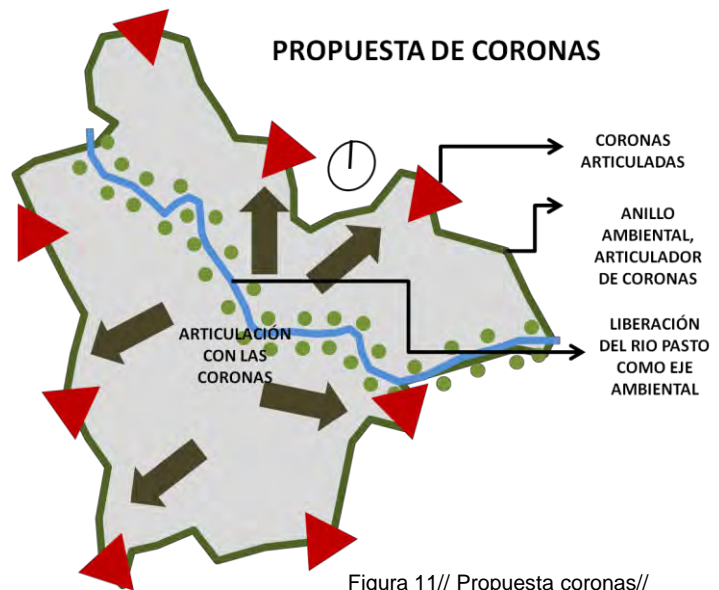 PROPUESTA DE CORONAS
CORONAS
ARTICULADAS
ANILLO
AMBIENTAL,
ARTICULADOR
DE CORONAS
LIBERACIÓN
DEL RIO PASTO
COMO EJE
AMBIENTAL
ARTICULACIÓN
CON LAS
CORONAS
Figura 11// Propuesta coronas//